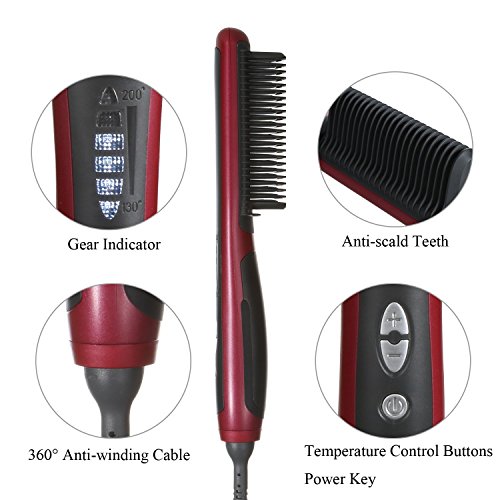 200°
130°
Gear Indicator
Anti-scald Teeth
360° Anti-winding Cable
+
−
Temperature Control Buttons
Power Key